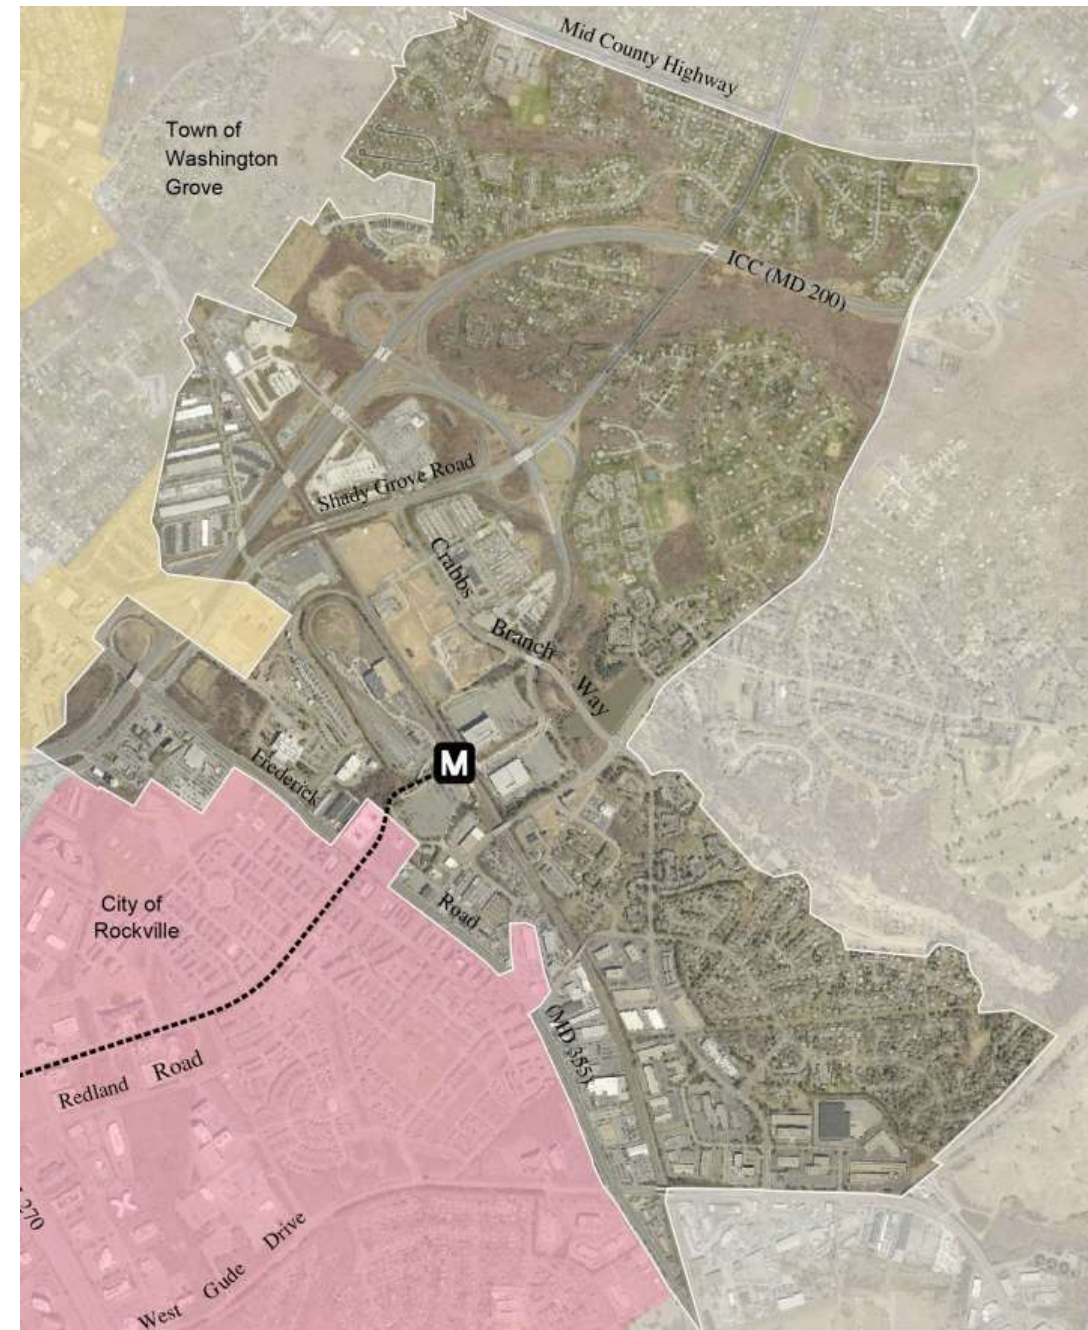 Mid County Highway
Town of
Washington
Grove
ICC (MD 200)
Shady Grove Road
Crabbs
Branch
Way
M
Frederick
Road
(MD 355)
City of
Rockville
Redland Road
270
West Gude Drive